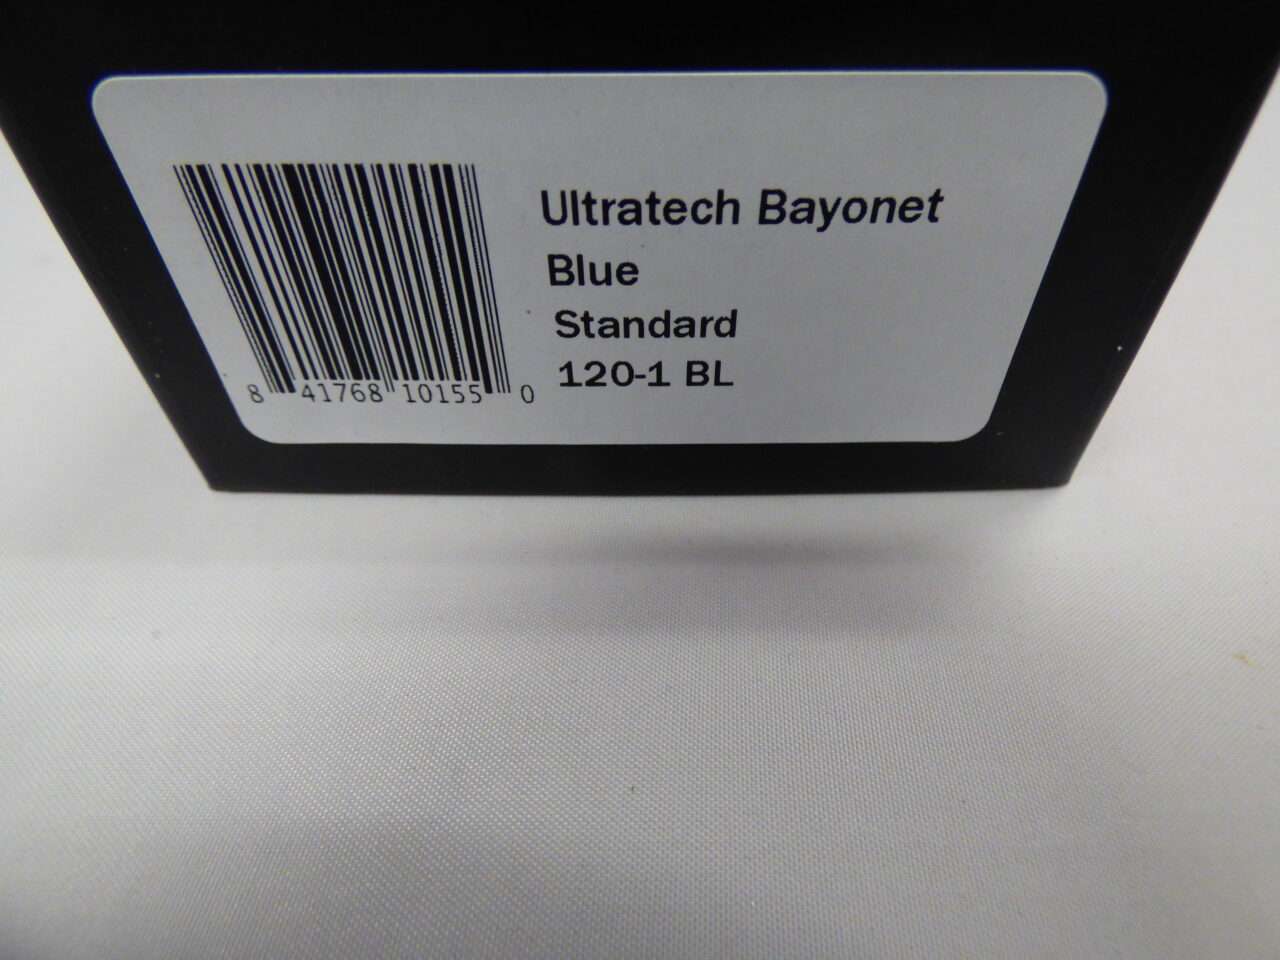 Ultratech Bayonet
Blue
Standard
120-1 BL
8 41768 10155 0